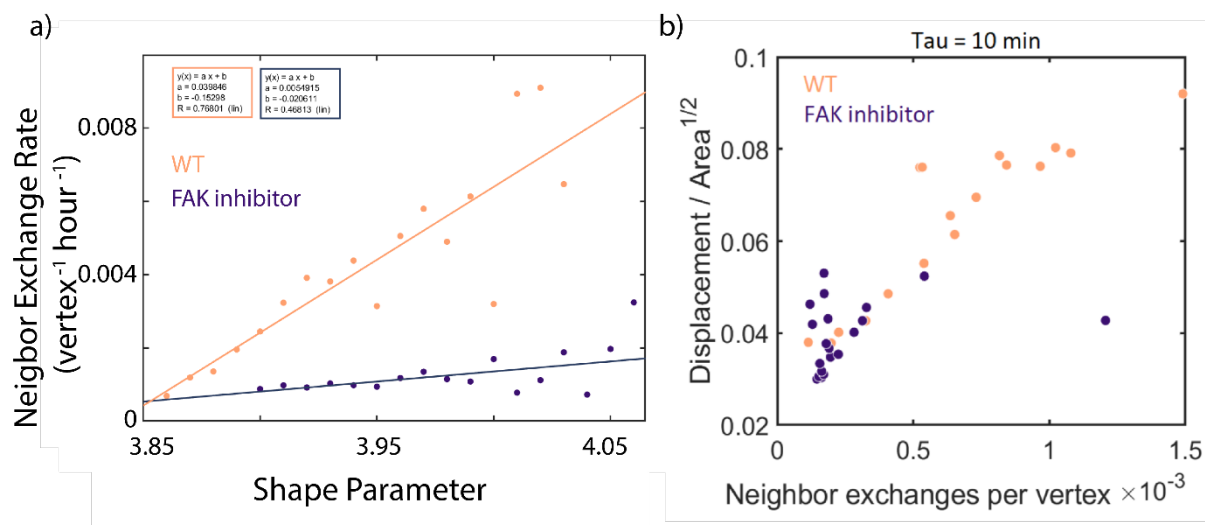 a)
y(x) = a x + b
a = 0.039846
b = -0.15298
R = 0.76801 (lin)
y(x) = a x + b
a = 0.0054915
b = -0.020611
R = 0.46813 (lin)
WT
FAK inhibitor
0.008
0.004
0
3.85
3.95
4.05
Neigbor Exchange Rate
(vertex⁻¹ hour⁻¹)
Shape Parameter
b)
Tau = 10 min
WT
FAK inhibitor
0.1
0.08
0.06
0.04
0.02
0
0.5
1
1.5
Displacement / Area^1/2
Neighbor exchanges per vertex ×10⁻³